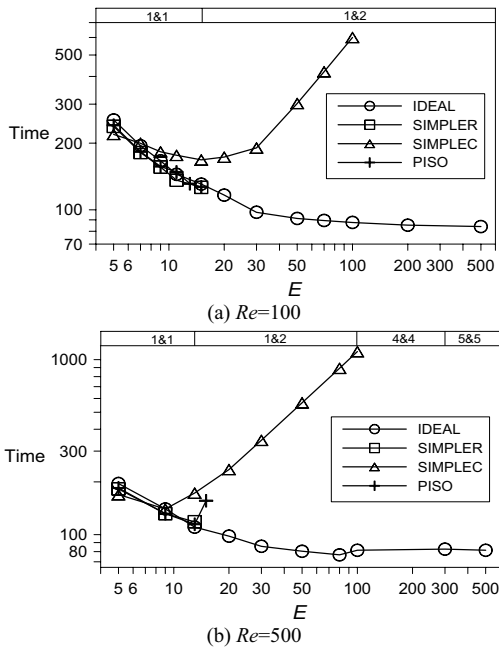 1&1 1&2
500
300
Time 200
100
70
IDEAL
SIMPLER
SIMPLEC
PISO
5 6 10 20 30 50 100 200 300 500
E
(a) Re=100
1&1 1&2 4&4 5&5
1000
300
Time
100
80
IDEAL
SIMPLER
SIMPLEC
PISO
5 6 10 20 30 50 100 200 300 500
E
(b) Re=500